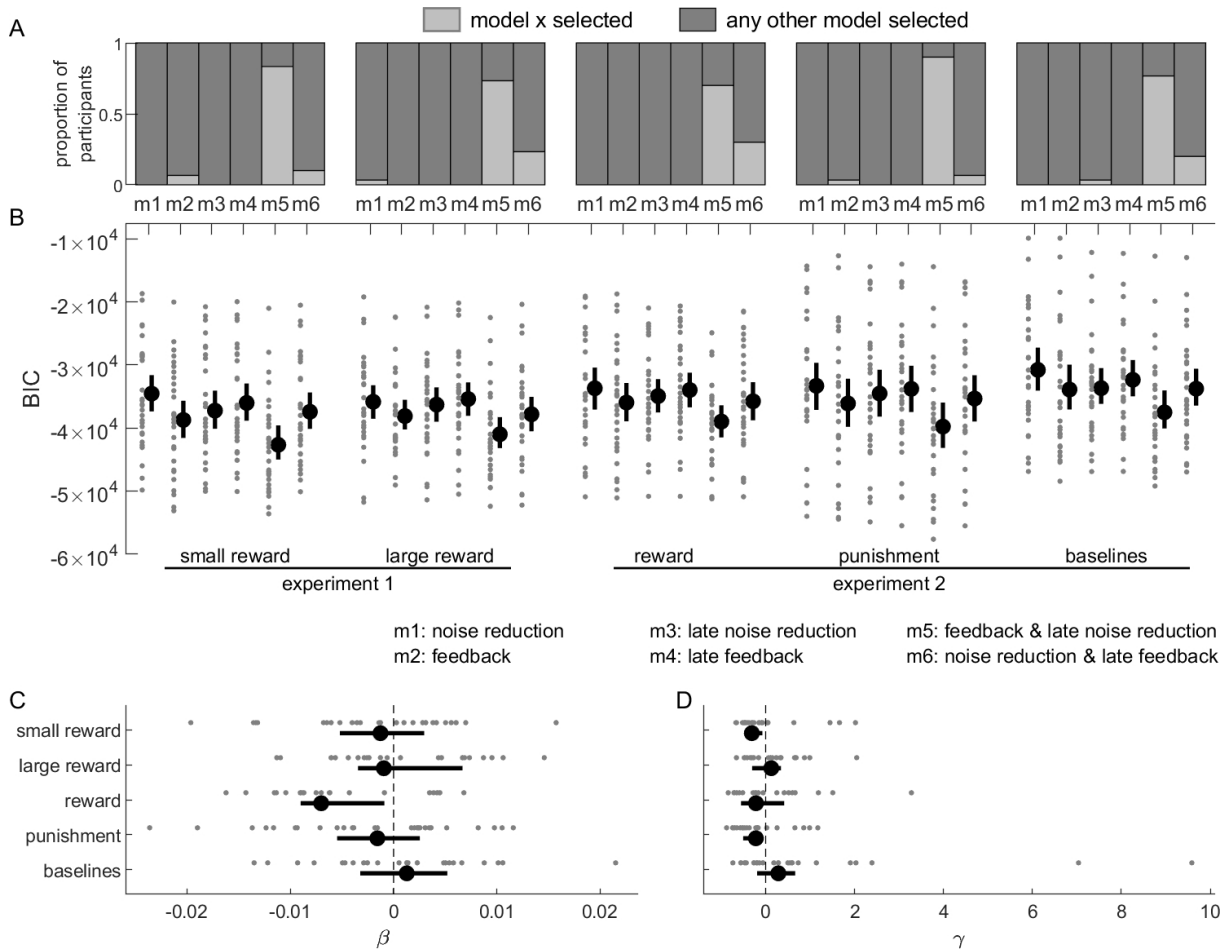 A
model x selected
any other model selected
proportion of
participants
1
0.5
0
m1 m2 m3 m4 m5 m6
m1 m2 m3 m4 m5 m6
m1 m2 m3 m4 m5 m6
m1 m2 m3 m4 m5 m6
m1 m2 m3 m4 m5 m6
B
BIC
-1×10⁴
-2×10⁴
-3×10⁴
-4×10⁴
-5×10⁴
-6×10⁴
small reward
large reward
reward
punishment
baselines
experiment 1
experiment 2
m1: noise reduction
m2: feedback
m3: late noise reduction
m4: late feedback
m5: feedback & late noise reduction
m6: noise reduction & late feedback
C
small reward
large reward
reward
punishment
baselines
-0.02 -0.01 0 0.01 0.02
β
D
0 2 4 6 8 10
γ